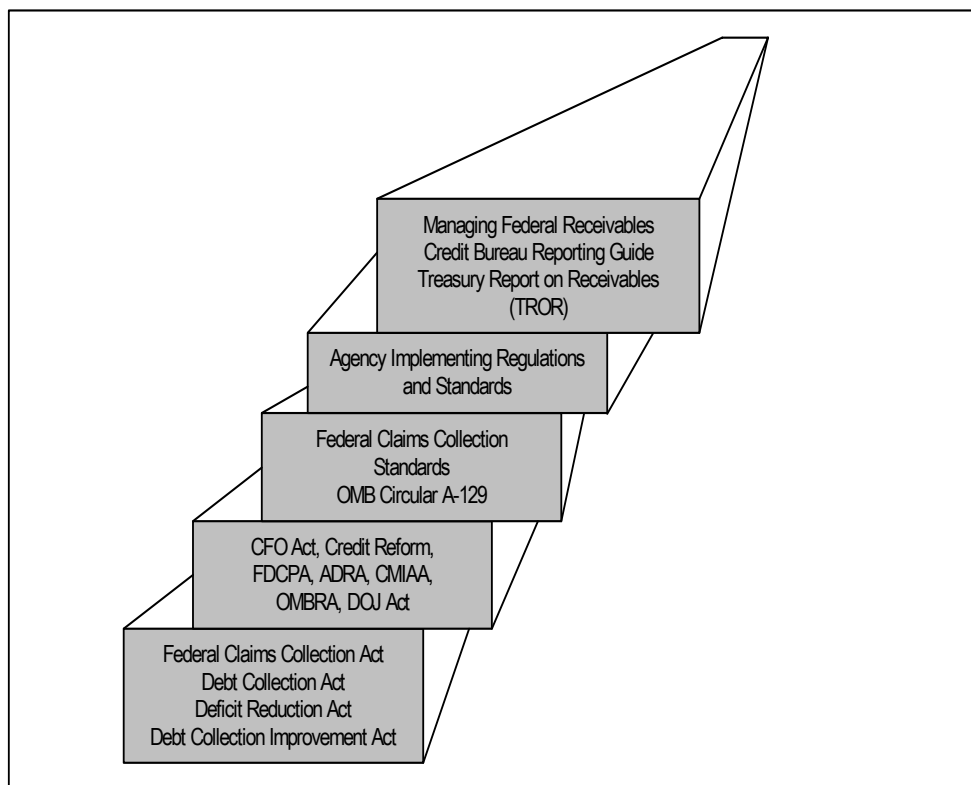 Managing Federal Receivables
Credit Bureau Reporting Guide
Treasury Report on Receivables
(TROR)
Agency Implementing Regulations
and Standards
Federal Claims Collection
Standards
OMB Circular A-129
CFO Act, Credit Reform,
FDCPA, ADRA, CMIAA,
OMBRA, DOJ Act
Federal Claims Collection Act
Debt Collection Act
Deficit Reduction Act
Debt Collection Improvement Act